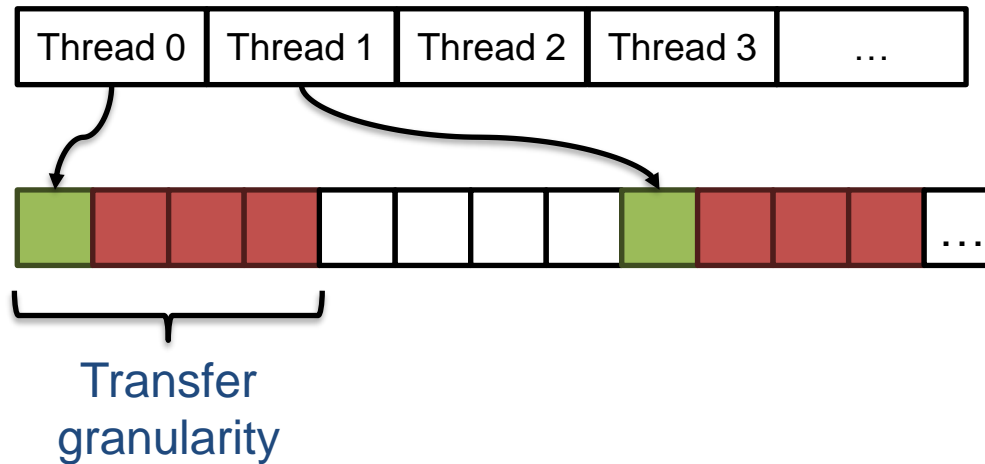 Thread 0 Thread 1 Thread 2 Thread 3 …
…
Transfer
granularity